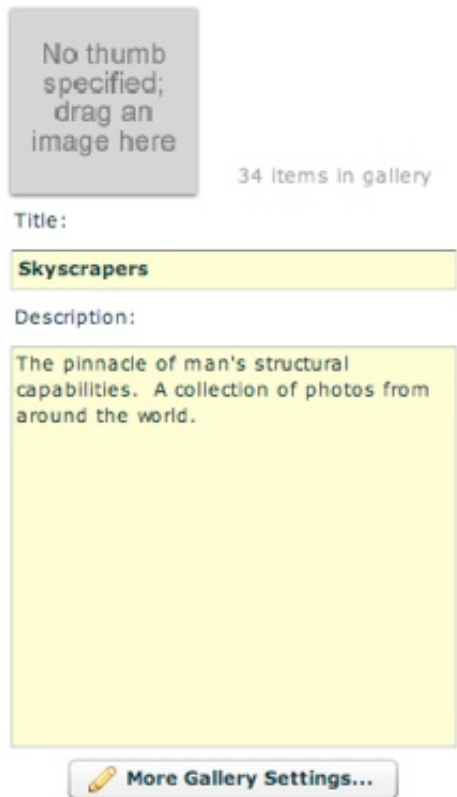 No thumb
specified;
drag an
image here
34 items in gallery
Title:
Skyscrapers
Description:
The pinnacle of man's structural
capabilities.  A collection of photos from
around the world.
More Gallery Settings...